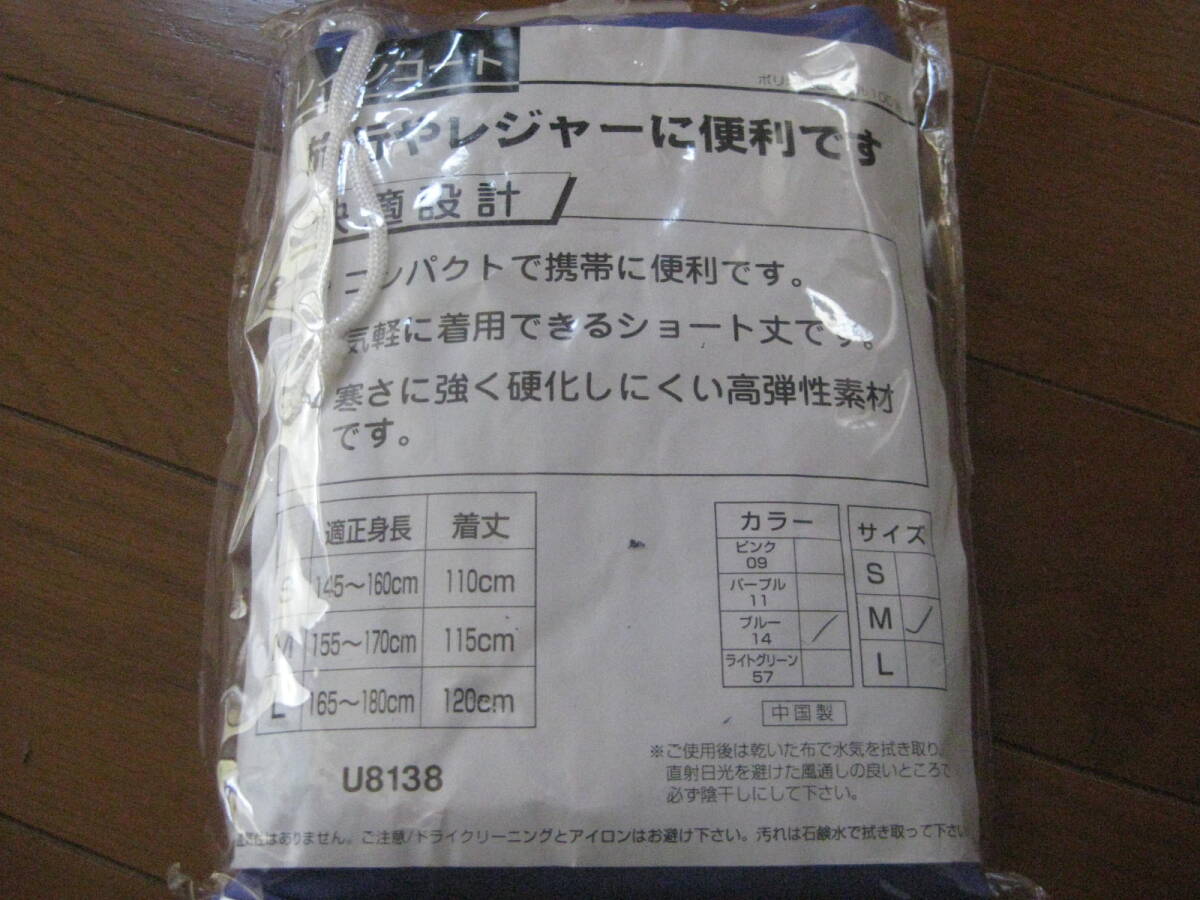 レインコート
行やレジャーに便利です
快適設計
コンパクトで携帯に便利です。
気軽に着用できるショート丈です。
寒さに強く硬化しにくい高弾性素材
です。
適正身長 着丈
S 145〜160cm 110cm
M 155〜170cm 115cm
L 165〜180cm 120cm
カラー
ピンク
09
パープル
11
ブルー
14
ライトグリーン
57
サイズ
S
M
L
中国製
U8138
※ご使用後は乾いた布で水気を拭き取り、
直射日光を避けた風通しの良いところで
必ず陰干しにして下さい。
はありません。ご注意/ドライクリーニングとアイロンはお避け下さい。汚れは石鹸水で拭き取って下さい